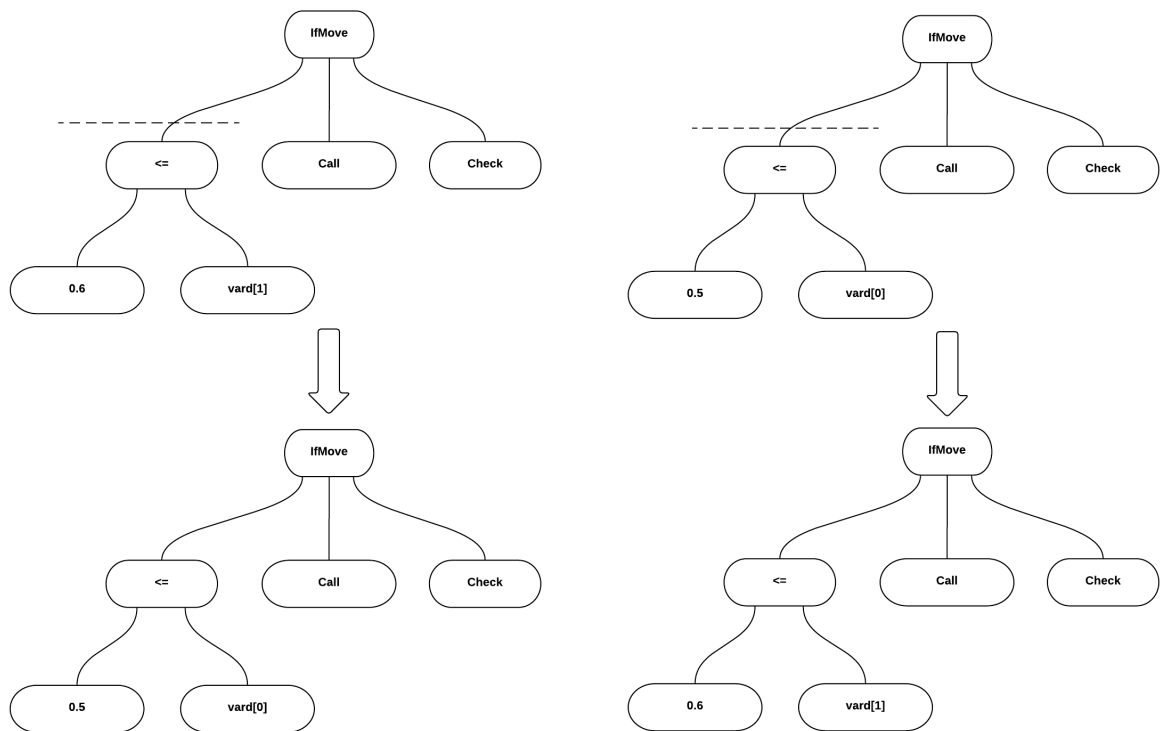 IfMove
<=
Call
Check
0.6
vard[1]
IfMove
<=
Call
Check
0.5
vard[0]
IfMove
<=
Call
Check
0.5
vard[0]
IfMove
<=
Call
Check
0.6
vard[1]